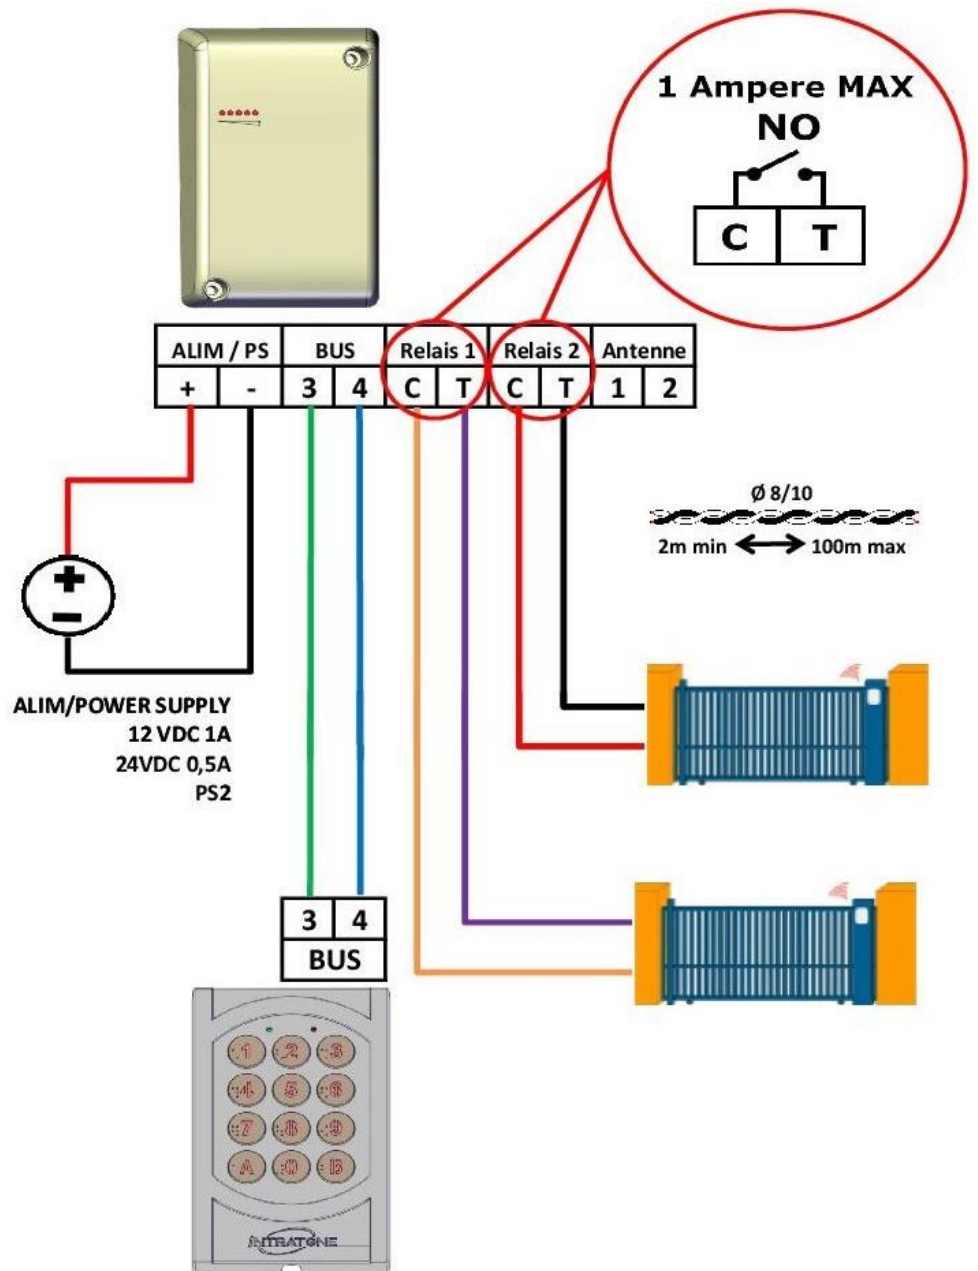 1 Ampere MAX
NO
C T
ALIM / PS BUS Relais 1 Relais 2 Antenne
+ - 3 4 C T C T 1 2
Ø 8/10
2m min 100m max
+
-
ALIM/POWER SUPPLY
12 VDC 1A
24VDC 0,5A
PS2
3 4
BUS
1 2 3
4 5 6
7 8 9
A 0 B
INTRATONE